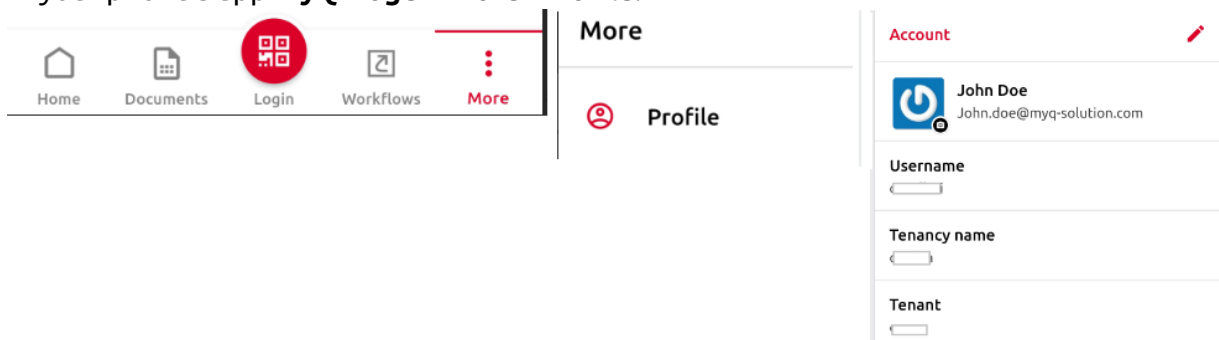 Home
Documents
Login
Workflows
More
More
Profile
Account
John Doe
John.doe@myq-solution.com
Username
Tenancy name
Tenant